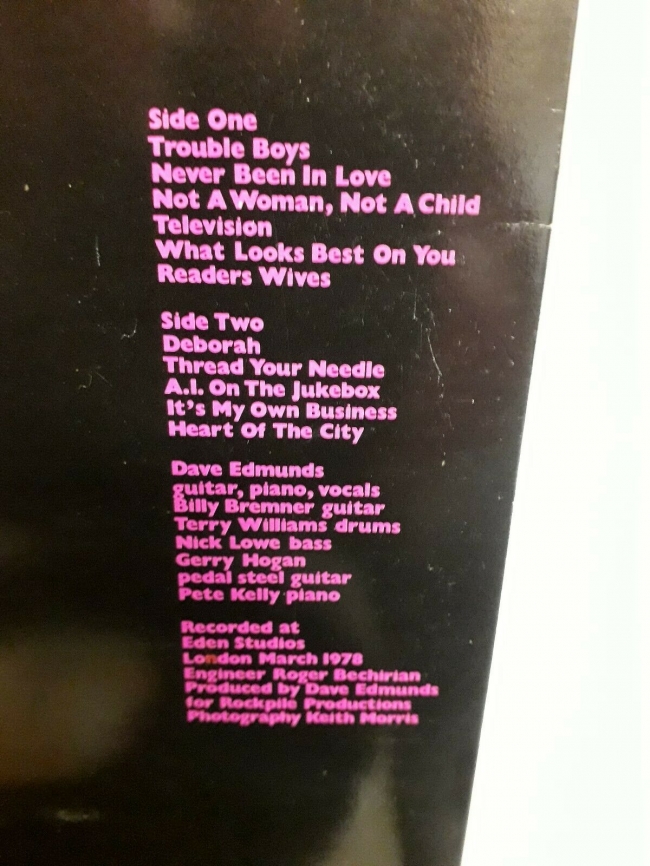 Side One
Trouble Boys
Never Been In Love
Not A Woman, Not A Child
Television
What Looks Best On You
Readers Wives
Side Two
Deborah
Thread Your Needle
A.I. On The Jukebox
It's My Own Business
Heart Of The City
Dave Edmunds
guitar, piano, vocals
Billy Bremner guitar
Terry Williams drums
Nick Lowe bass
Gerry Hogan
pedal steel guitar
Pete Kelly piano
Recorded at
Eden Studios
London March 1978
Engineer Roger Bechirian
Produced by Dave Edmunds
for Rockpile Productions
Photography Keith Morris